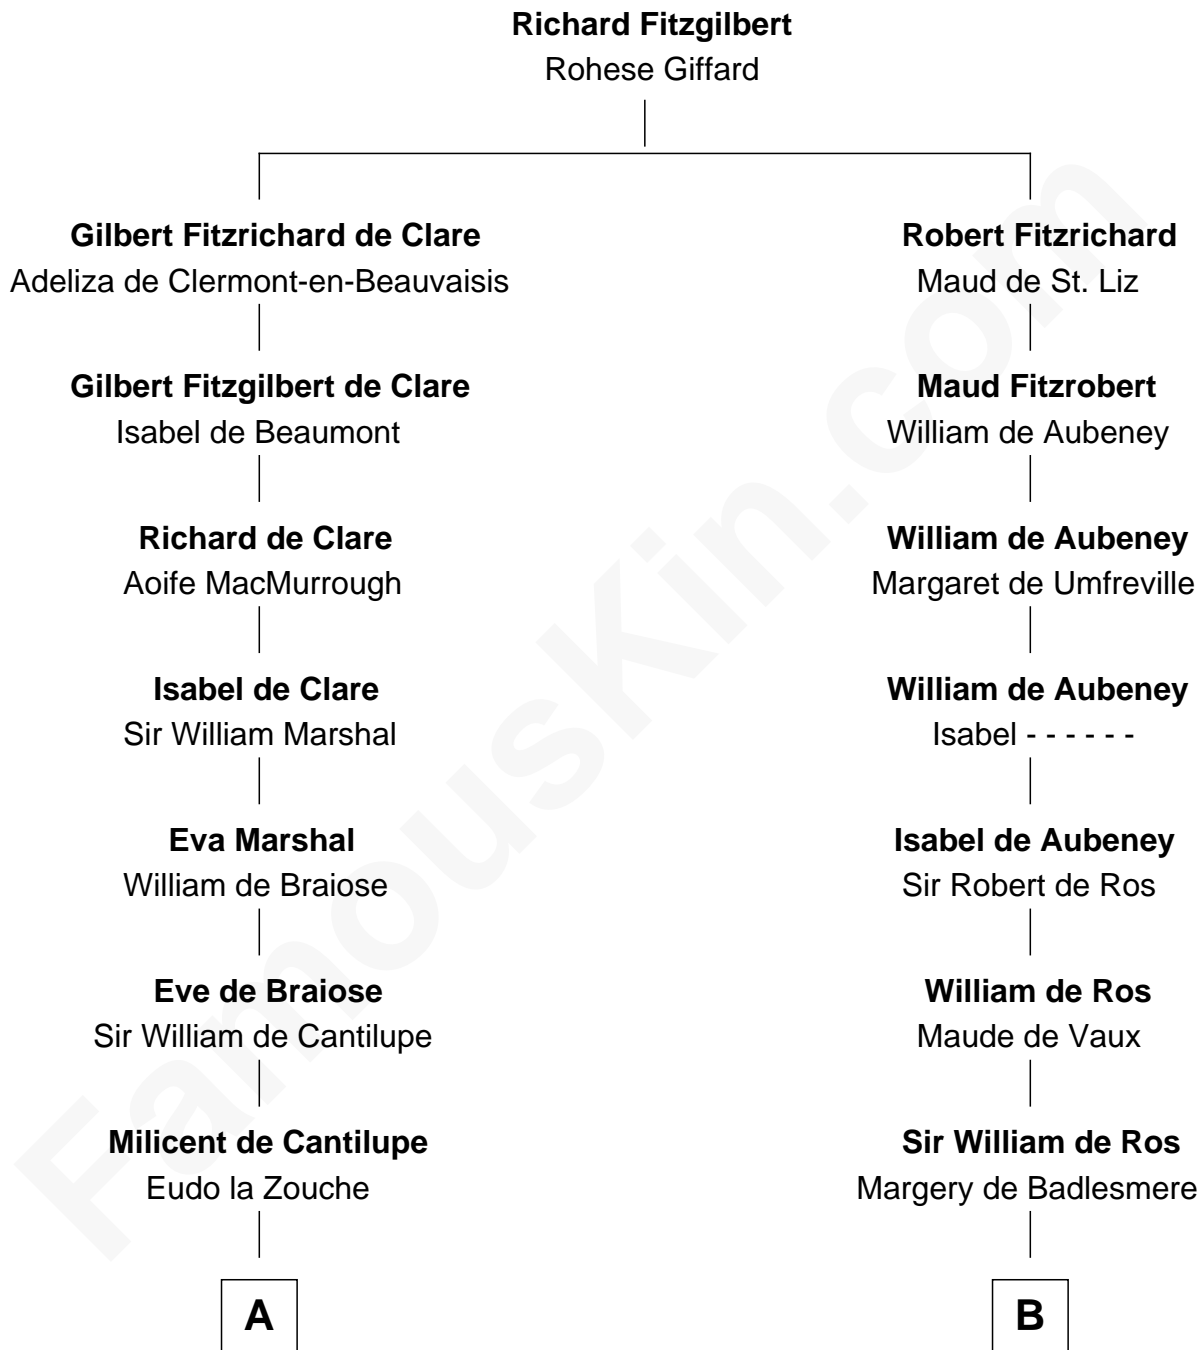 Richard Fitzgilbert
Rohese Giffard
Gilbert Fitzrichard de Clare
Adeliza de Clermont-en-Beauvaisis
Gilbert Fitzgilbert de Clare
Isabel de Beaumont
Richard de Clare
Aoife MacMurrough
Isabel de Clare
Sir William Marshal
Eva Marshal
William de Braiose
Eve de Braiose
Sir William de Cantilupe
Milicent de Cantilupe
Eudo la Zouche
A
Robert Fitzrichard
Maud de St. Liz
Maud Fitzrobert
William de Aubeney
William de Aubeney
Margaret de Umfreville
William de Aubeney
Isabel - - - - - -
Isabel de Aubeney
Sir Robert de Ros
William de Ros
Maude de Vaux
Sir William de Ros
Margery de Badlesmere
B
FamousKin.com